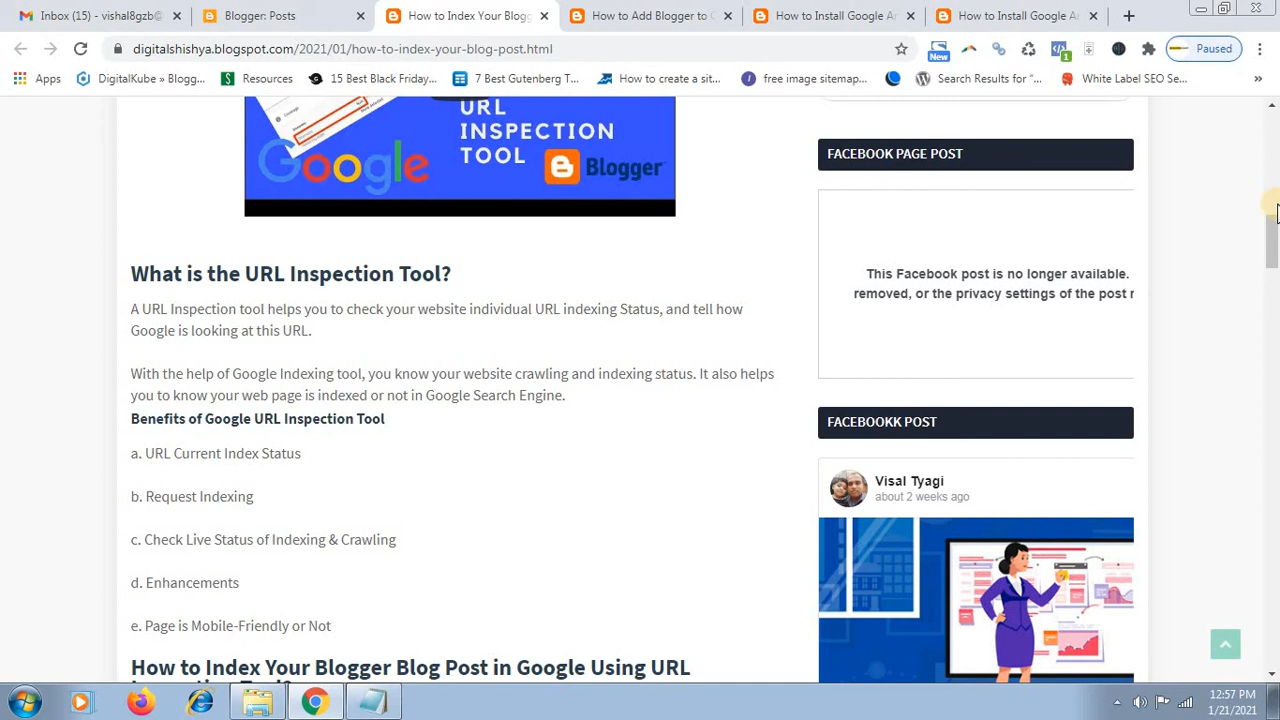 Inbox (15) - vishal8gzb@
Blogger: Posts
How to Index Your Blogg
How to Add Blogger to
How to Install Google A
How to Install Google A
digitalshishya.blogspot.com/2021/01/how-to-index-your-blog-post.html
New
1
Paused
Apps
DigitalKube » Blogg...
Resources
15 Best Black Friday...
7 Best Gutenberg T...
How to create a sit...
free image sitemap...
Search Results for "...
White Label SEO Se...
»
URL
INSPECTION
TOOL
Google
Blogger
FACEBOOK PAGE POST
This Facebook post is no longer available.
removed, or the privacy settings of the post
What is the URL Inspection Tool?
A URL Inspection tool helps you to check your website individual URL indexing Status, and tell how
Google is looking at this URL.
With the help of Google Indexing tool, you know your website crawling and indexing status. It also helps
you to know your web page is indexed or not in Google Search Engine.
Benefits of Google URL Inspection Tool
FACEBOOKK POST
a. URL Current Index Status
Visal Tyagi
about 2 weeks ago
b. Request Indexing
c. Check Live Status of Indexing & Crawling
d. Enhancements
e. Page is Mobile-Friendly or Not
How to Index Your Blogger Blog Post in Google Using URL
12:57 PM
1/21/2021